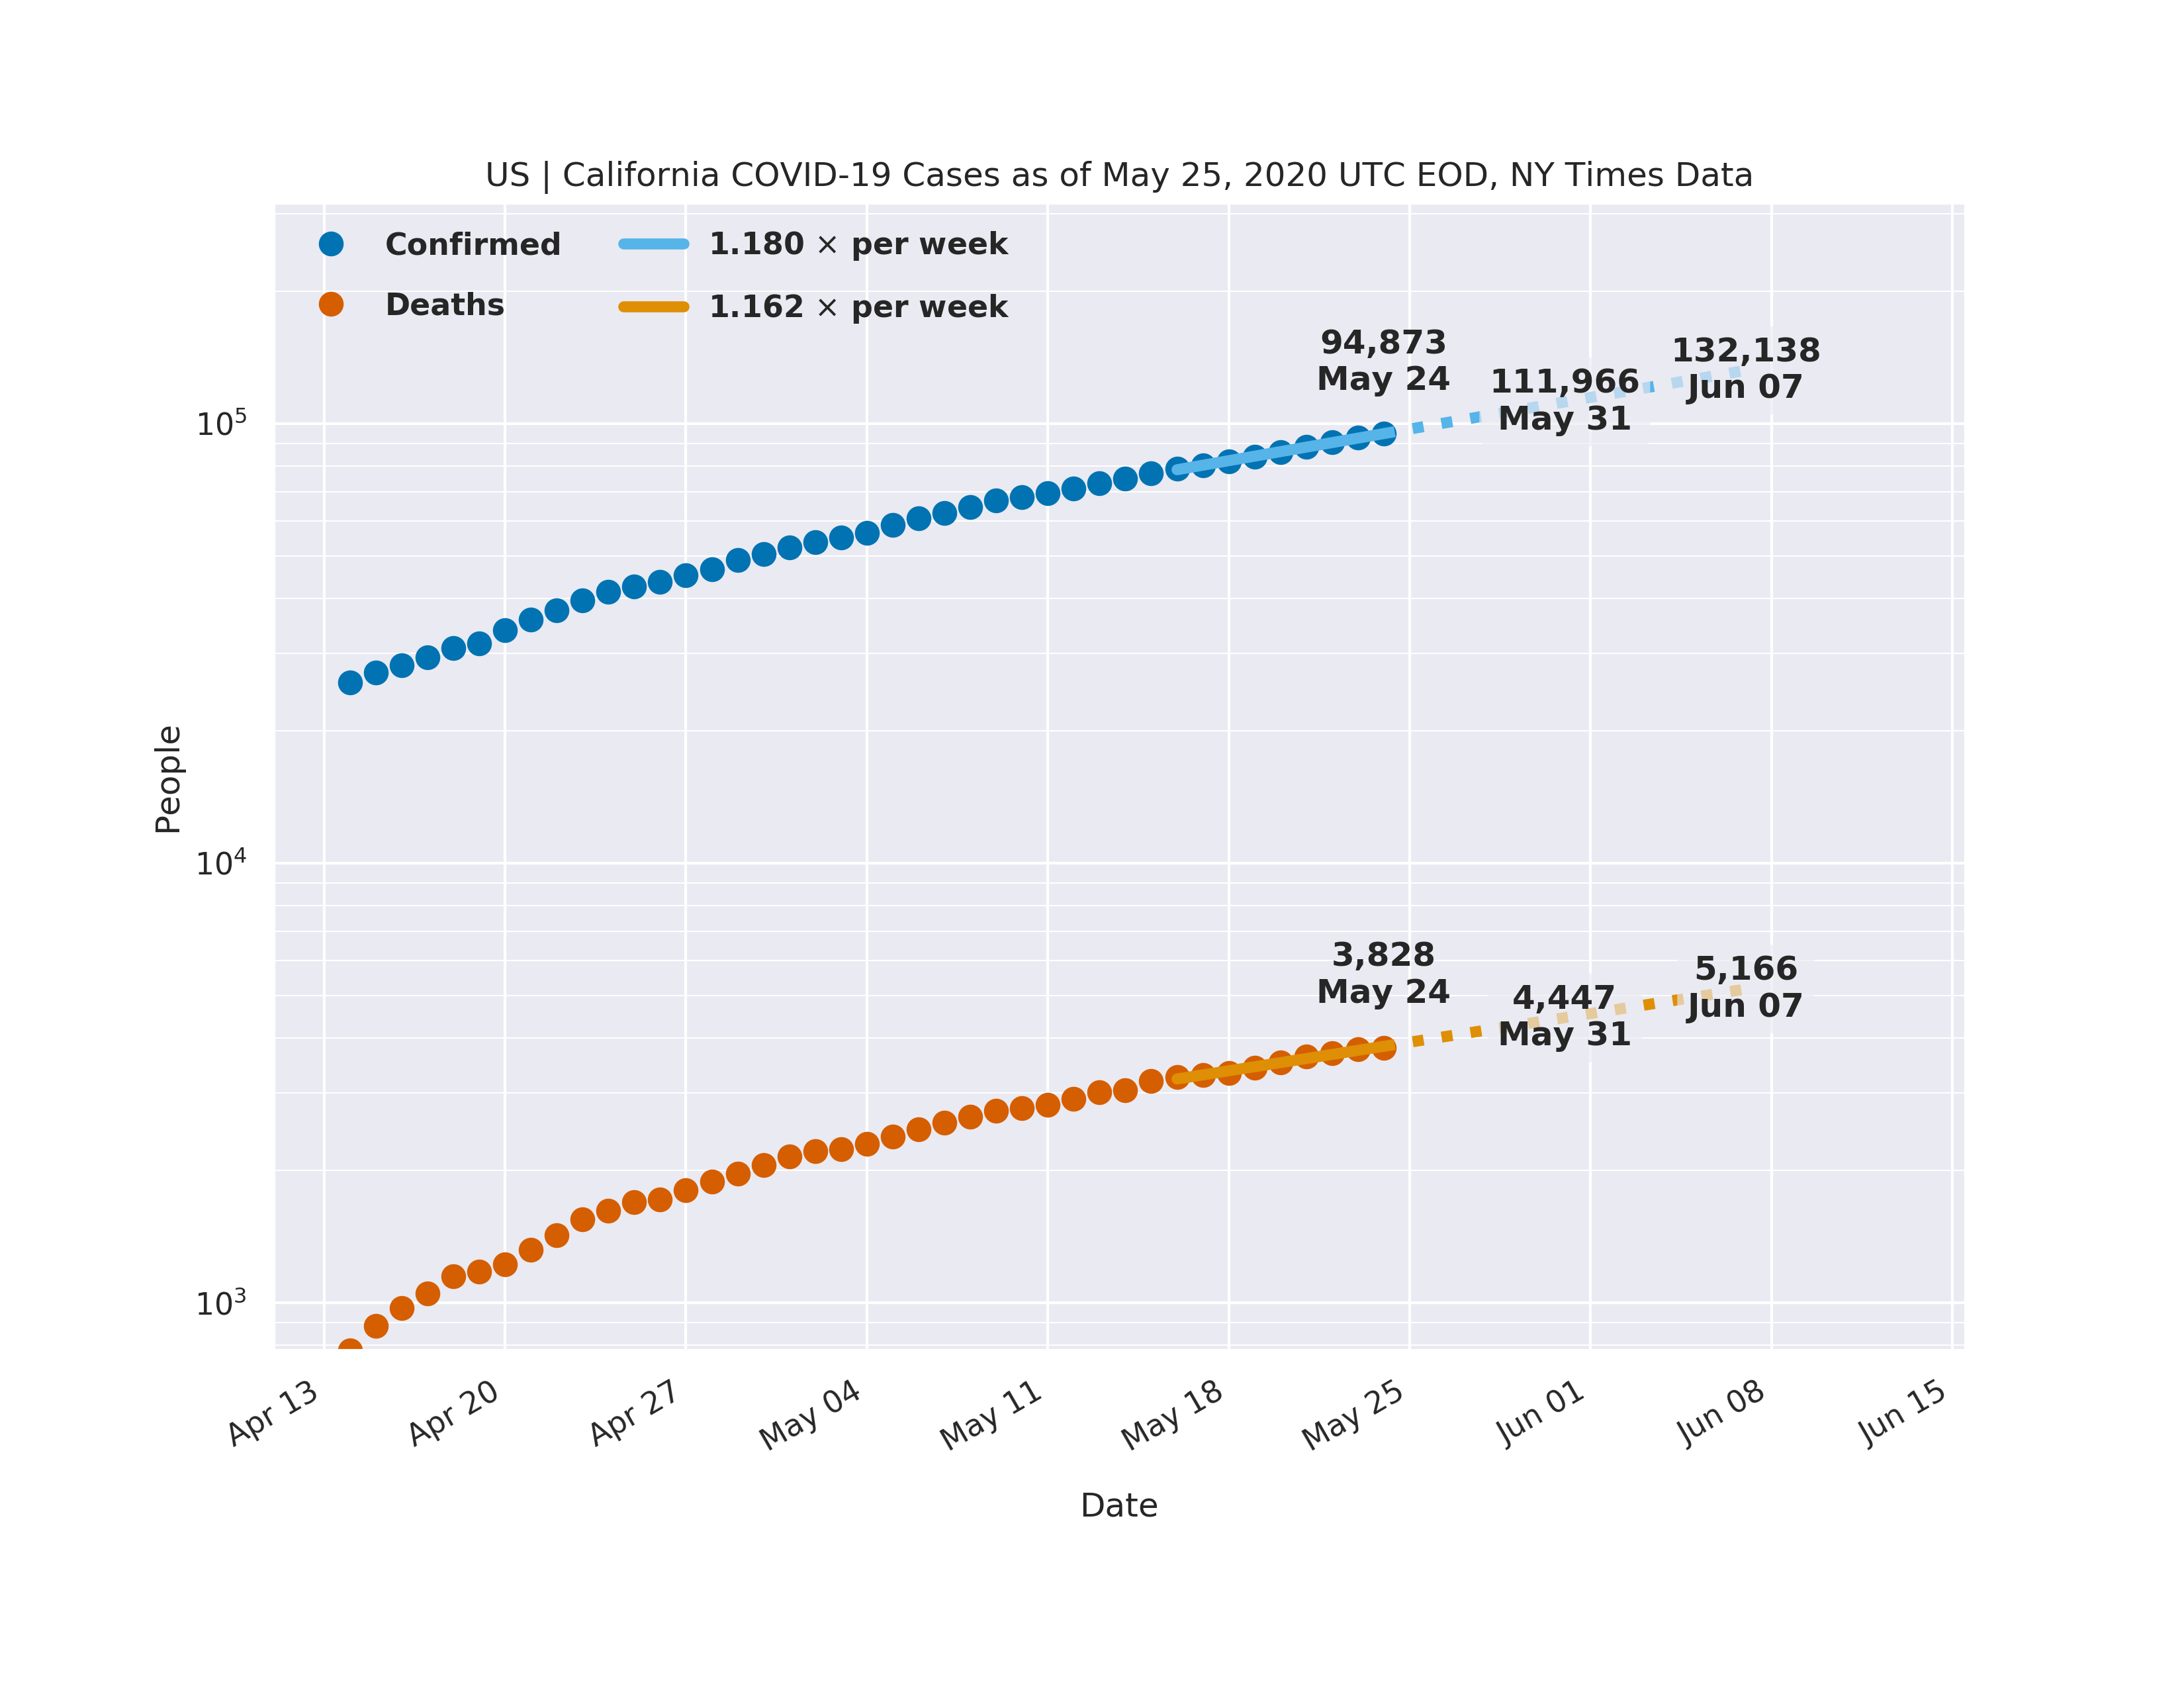 US | California COVID-19 Cases as of May 25, 2020 UTC EOD, NY Times Data
Confirmed
Deaths
1.180 × per week
1.162 × per week
94,873
May 24
111,966
May 31
132,138
Jun 07
3,828
May 24
4,447
May 31
5,166
Jun 07
People
10⁵
10⁴
10³
Apr 13
Apr 20
Apr 27
May 04
May 11
May 18
May 25
Jun 01
Jun 08
Jun 15
Date